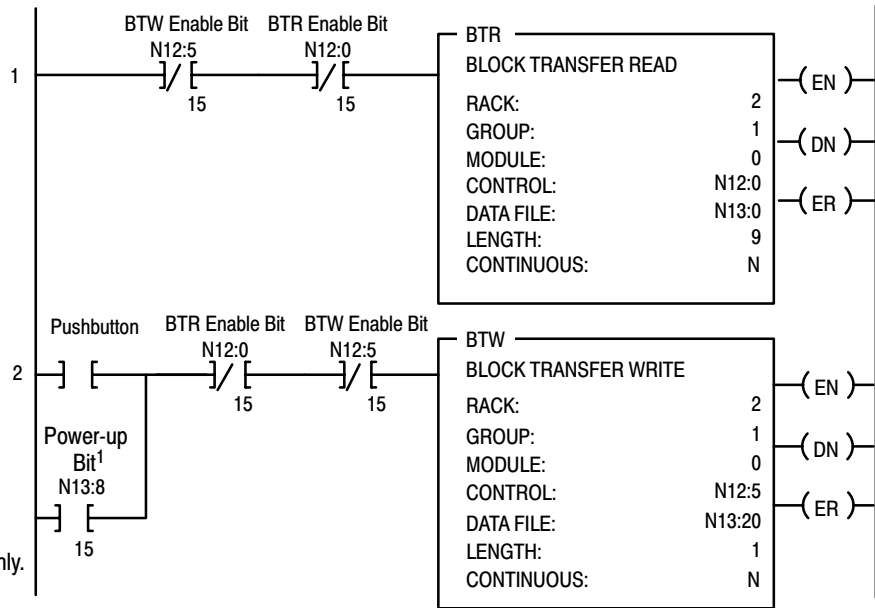 BTW Enable Bit BTR Enable Bit
N12:5 N12:0
1
15 15
BTR
BLOCK TRANSFER READ
RACK: 2
GROUP: 1
MODULE: 0
CONTROL: N12:0
DATA FILE: N13:0
LENGTH: 9
CONTINUOUS: N
EN
DN
ER
Pushbutton BTR Enable Bit BTW Enable Bit
N12:0 N12:5
2
15 15
Power-up
Bit1
N13:8
15
nly.
BTW
BLOCK TRANSFER WRITE
RACK: 2
GROUP: 1
MODULE: 0
CONTROL: N12:5
DATA FILE: N13:20
LENGTH: 1
CONTINUOUS: N
EN
DN
ER